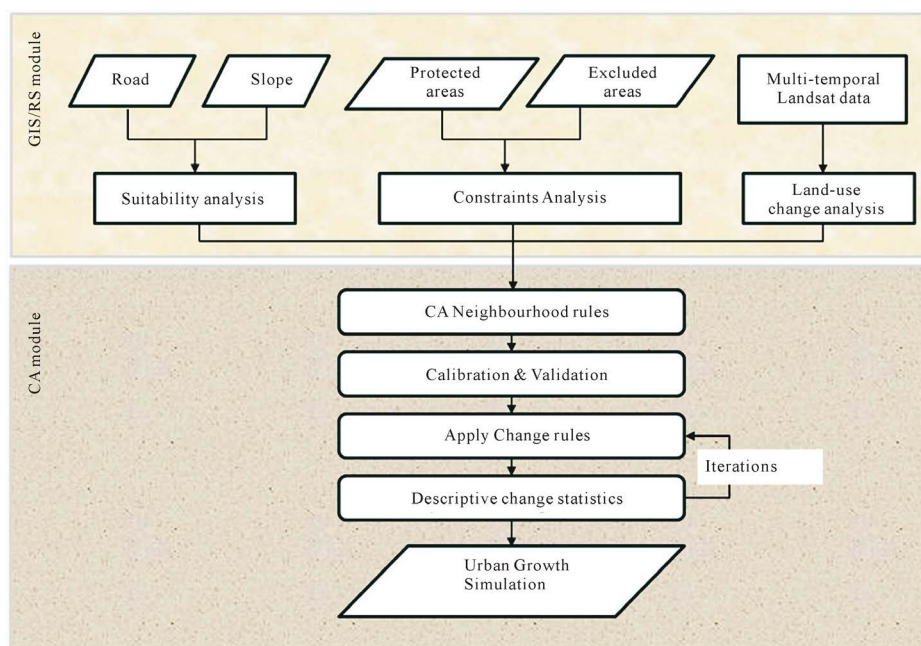 GIS/RS module
Road
Slope
Protected
areas
Excluded
areas
Multi-temporal
Landsat data
Suitability analysis
Constraints Analysis
Land-use
change analysis
CA module
CA Neighbourhood rules
Calibration & Validation
Apply Change rules
Iterations
Descriptive change statistics
Urban Growth
Simulation